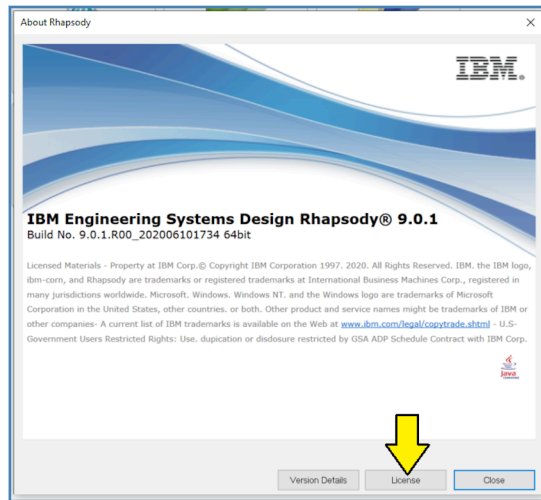 About Rhapsody
IBM.
IBM Engineering Systems Design Rhapsody® 9.0.1
Build No. 9.0.1.R00_202006101734 64bit
Licensed Materials - Property at IBM Corp.© Copyright IBM Corporation 1997. 2020. All Rights Reserved. IBM. the IBM logo,
ibm-corn, and Rhapsody are trademarks or registered trademarks at International Business Machines Corp., registered in
many jurisdictions worldwide. Microsoft. Windows. Windows NT. and the Windows logo are trademarks of Microsoft
Corporation in the United States, other countries. or both. Other product and service names might be trademarks of IBM or
other companies- A current list of IBM trademarks is available on the Web at www.ibm.com/legal/copytrade.shtml - U.S-
Government Users Restricted Rights: Use. dupication or disdosure restricted by GSA ADP Schedule Contract with IBM Corp.
Java
Version Details
License
Close